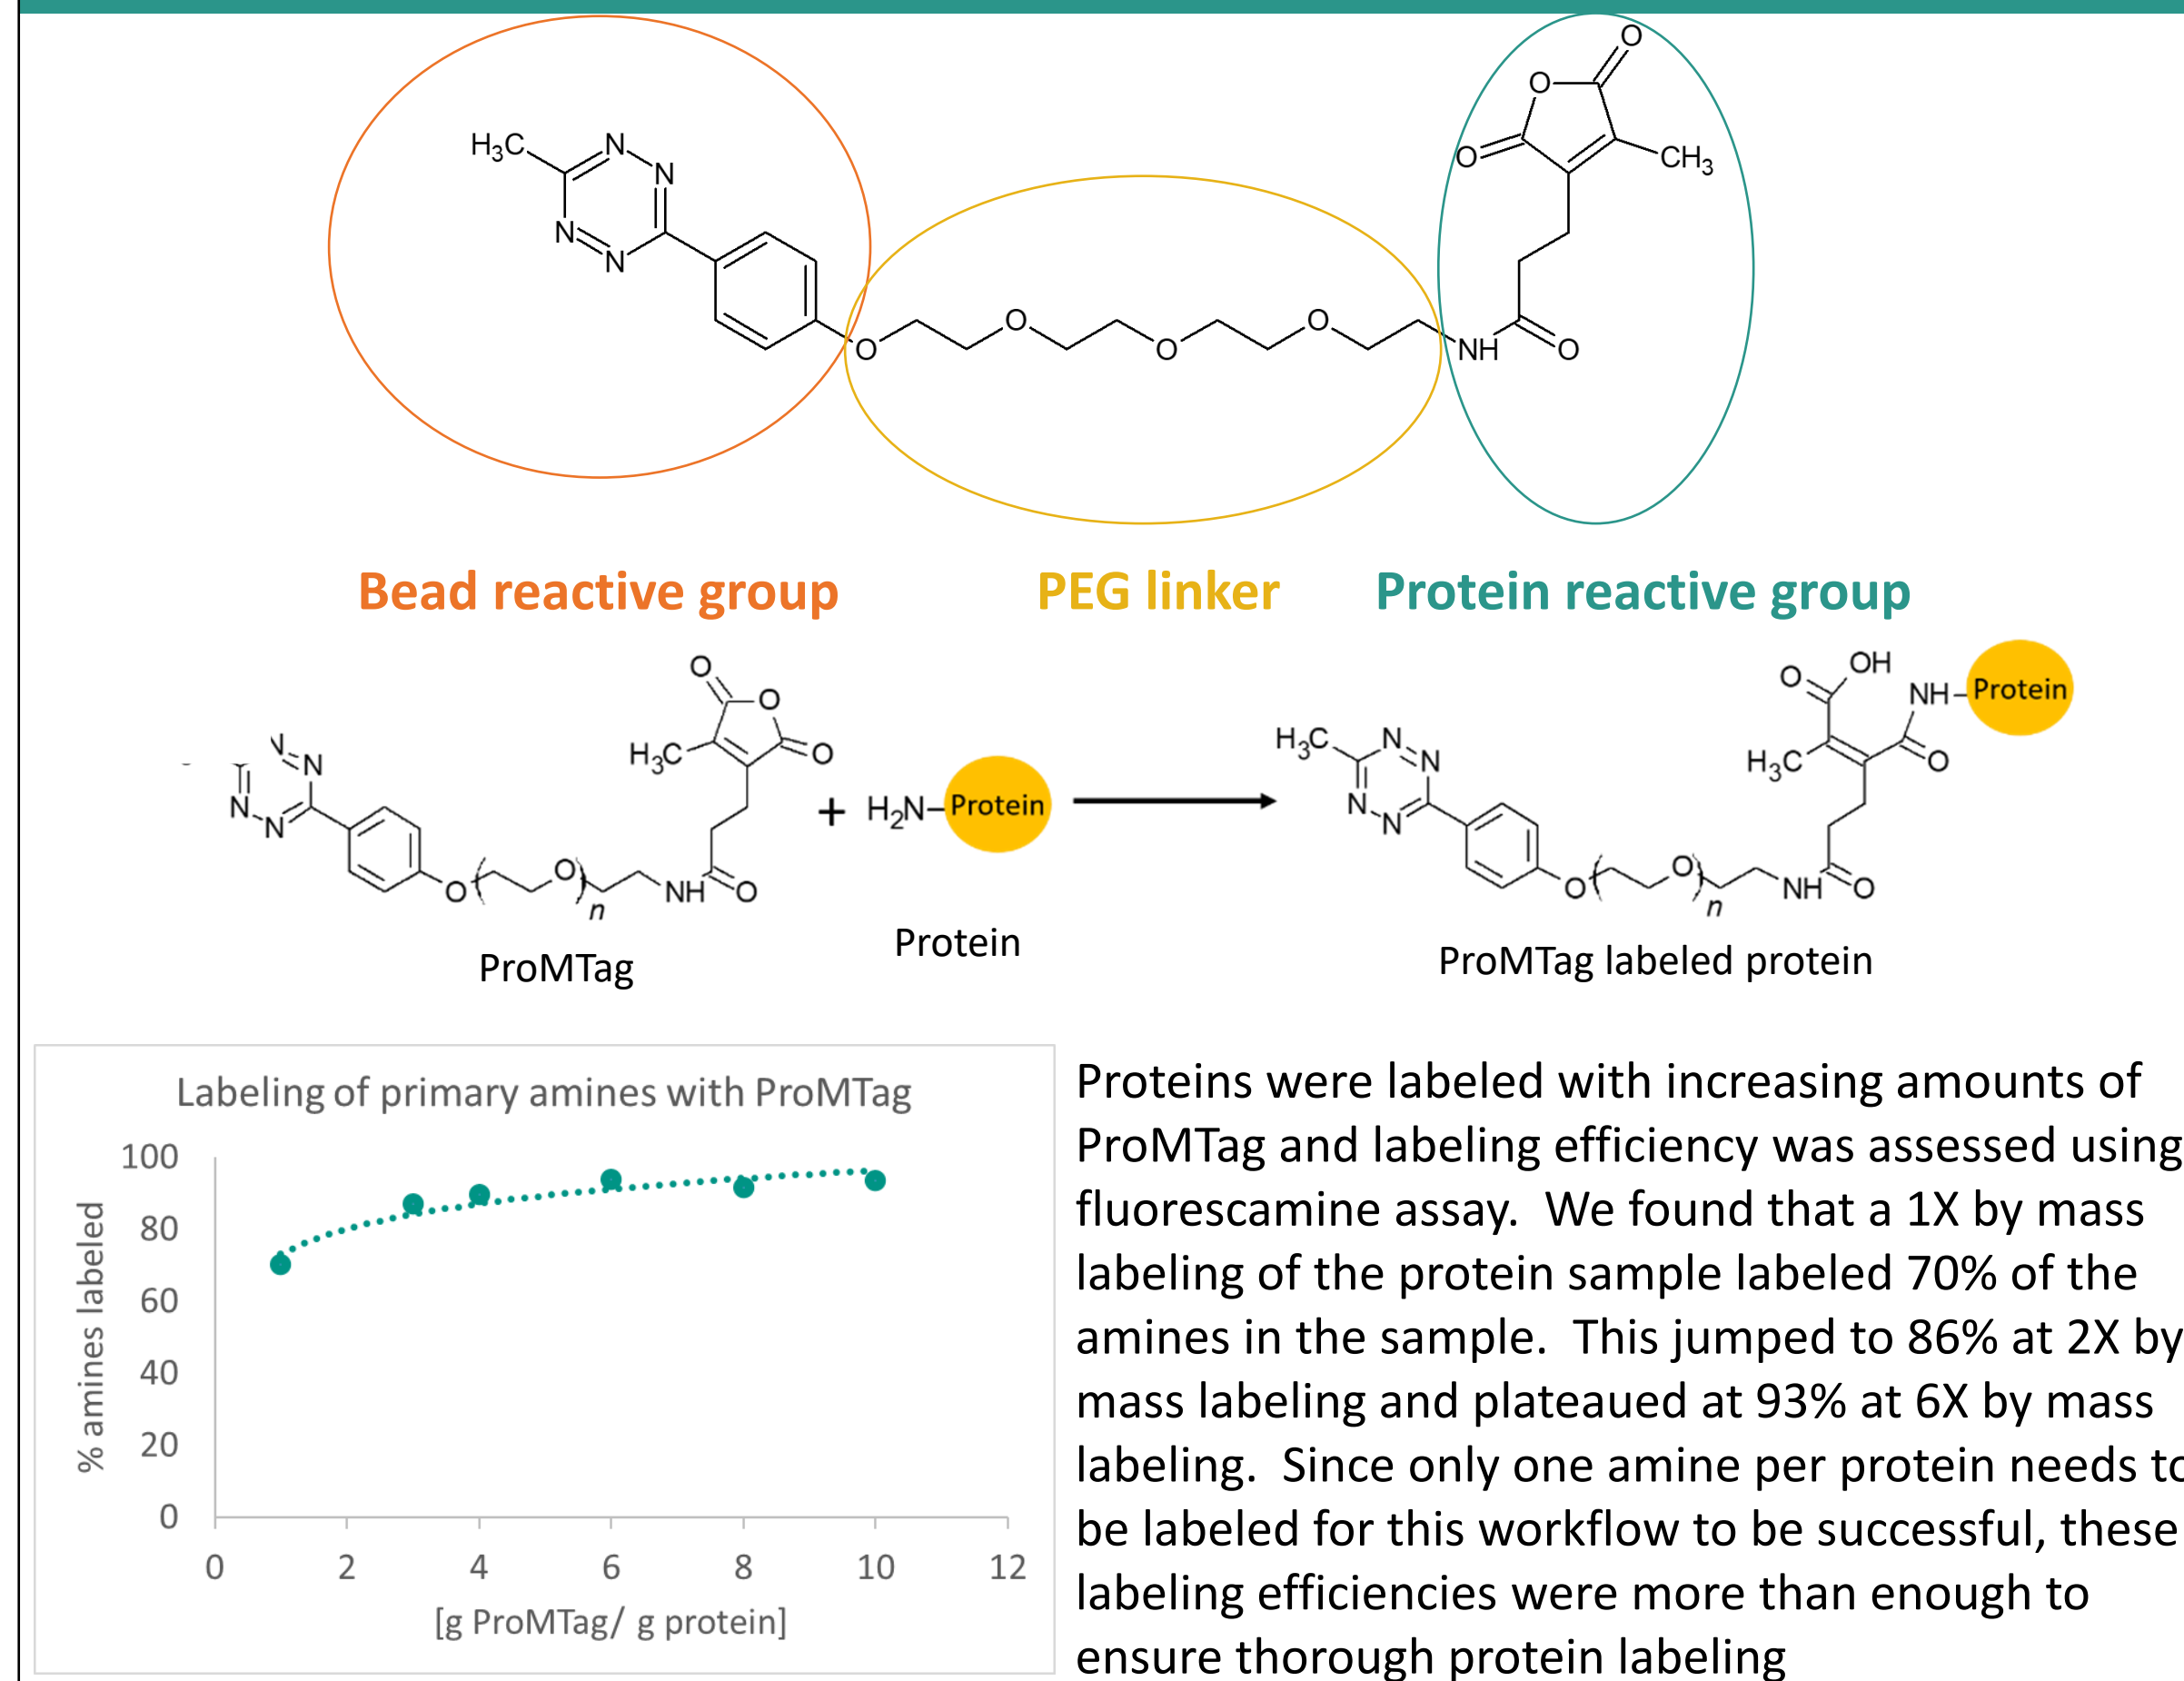 H3C
N
N
N
N
O
O
O
O
NH
O
O
O
O
CH3
Bead reactive group
PEG linker
Protein reactive group
N
N
N
N
O
O
n
NH
O
H3C
O
O
O
+
H2N–Protein
H3C
N
N
N
N
O
O
n
NH
O
H3C
O
OH
O
NH–Protein
ProMTag
Protein
ProMTag labeled protein
Labeling of primary amines with ProMTag
100
80
60
40
20
0
% amines labeled
0 2 4 6 8 10 12
[g ProMTag/ g protein]
Proteins were labeled with increasing amounts of
ProMTag and labeling efficiency was assessed using
fluorescamine assay. We found that a 1X by mass
labeling of the protein sample labeled 70% of the
amines in the sample. This jumped to 86% at 2X by
mass labeling and plateaued at 93% at 6X by mass
labeling. Since only one amine per protein needs to
be labeled for this workflow to be successful, these
labeling efficiencies were more than enough to
ensure thorough protein labeling